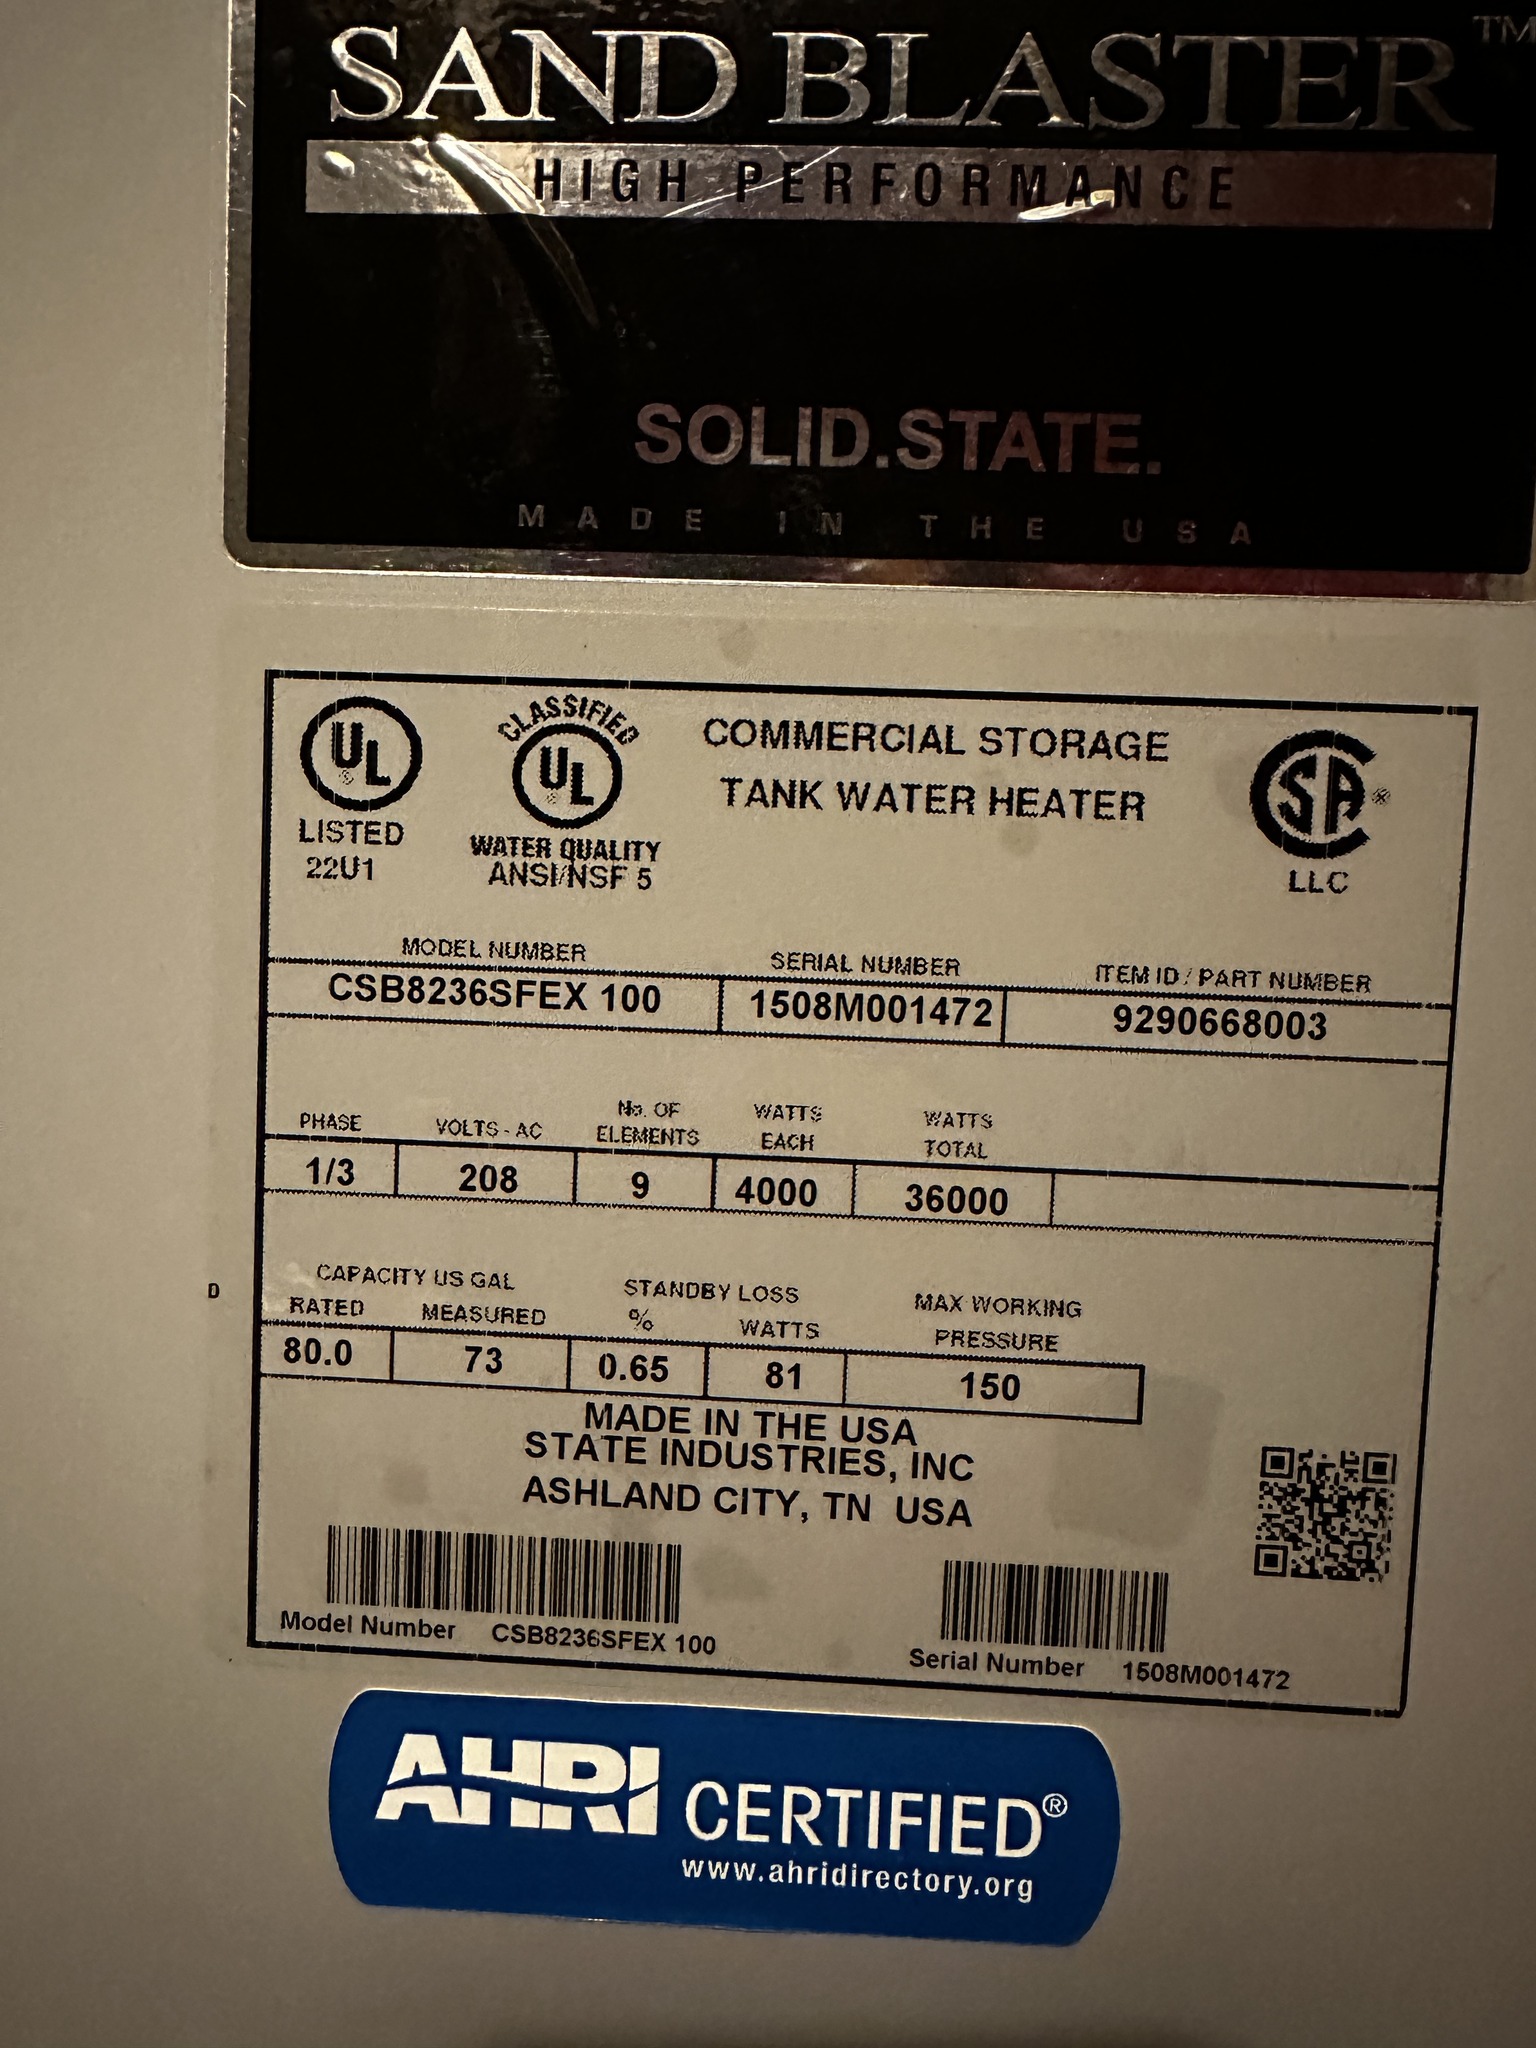 SAND BLASTER™
HIGH PERFORMANCE
SOLID.STATE.
MADE IN THE USA
UL®
LISTED
22U1
CLASSIFIED
UL®
WATER QUALITY
ANSI/NSF 5
COMMERCIAL STORAGE
TANK WATER HEATER
SA®
LLC
MODEL NUMBER SERIAL NUMBER ITEM ID / PART NUMBER
CSB8236SFEX 100 1508M001472 9290668003
PHASE VOLTS - AC No. OF ELEMENTS WATTS EACH WATTS TOTAL
1/3 208 9 4000 36000
D
CAPACITY US GAL STANDBY LOSS MAX WORKING
RATED MEASURED % WATTS PRESSURE
80.0 73 0.65 81 150
MADE IN THE USA
STATE INDUSTRIES, INC
ASHLAND CITY, TN USA
Model Number CSB8236SFEX 100
Serial Number 1508M001472
AHRI CERTIFIED®
www.ahridirectory.org